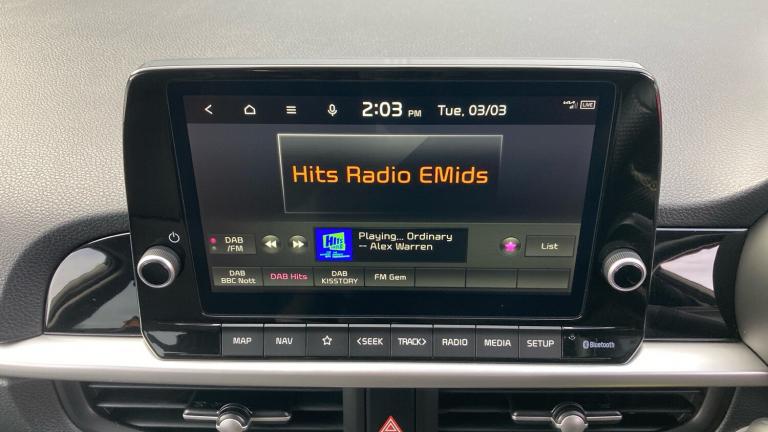 2:03 PM Tue, 03/03 LIVE
Hits Radio EMids
DAB
/FM
Hits
Playing... Ordinary
-- Alex Warren
List
DAB
BBC Nott
DAB Hits
DAB
KISSTORY
FM Gem
MAP NAV <SEEK TRACK> RADIO MEDIA SETUP Bluetooth